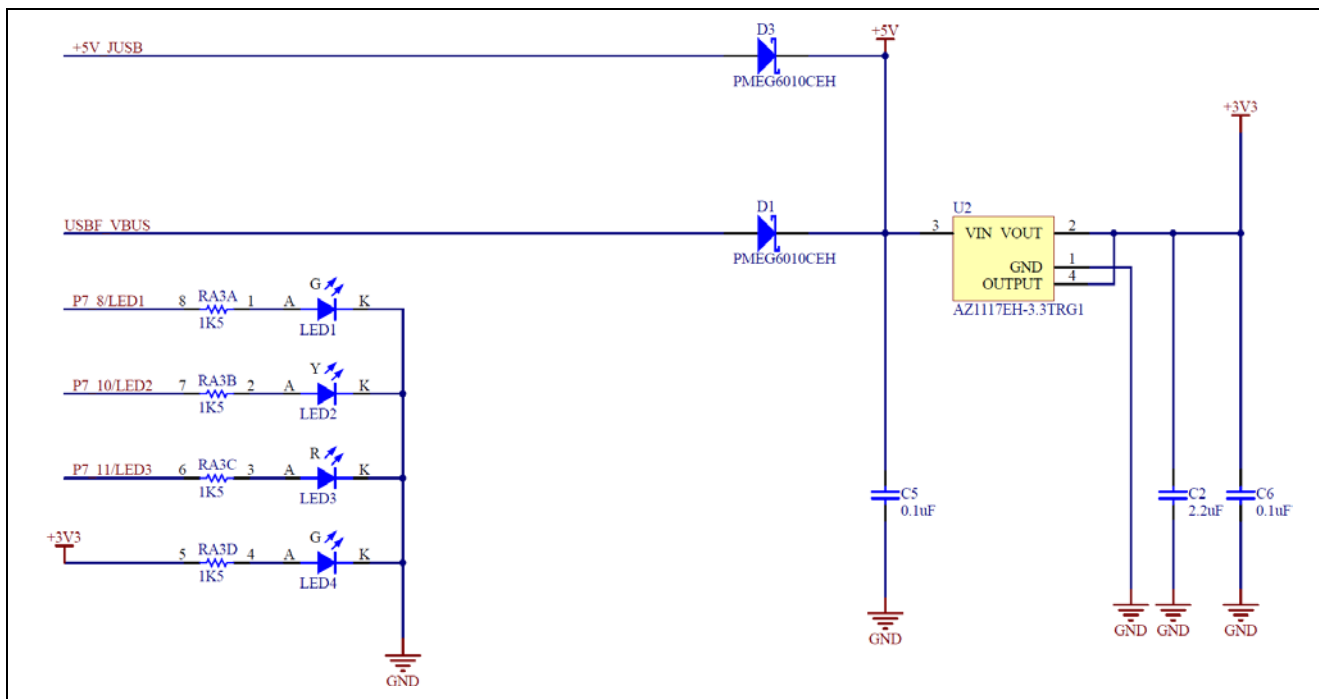 +5V_JUSB
D3
PMEG6010CEH
+5V
+3V3
USBF_VBUS
D1
PMEG6010CEH
U2
3
VIN VOUT
2
GND
1
OUTPUT
4
AZ1117EH-3.3TRG1
P7_8/LED1
8
RA3A
1
1K5
A
G
K
LED1
P7_10/LED2
7
RA3B
2
1K5
A
Y
K
LED2
P7_11/LED3
6
RA3C
3
1K5
A
R
K
LED3
+3V3
5
RA3D
4
1K5
A
G
K
LED4
GND
C5
0.1uF
GND
C2
2.2uF
C6
0.1uF
GND
GND
GND